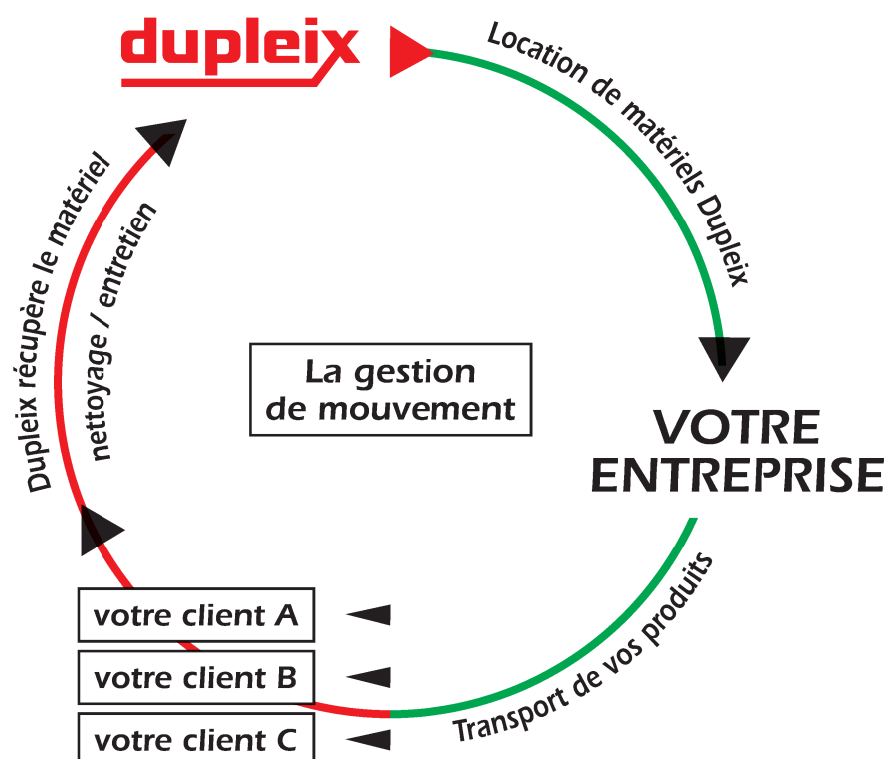 dupleix
Location de matériels Dupleix
Dupleix récupère le matériel
nettoyage / entretien
La gestion
de mouvement
VOTRE
ENTREPRISE
Transport de vos produits
votre client A
votre client B
votre client C